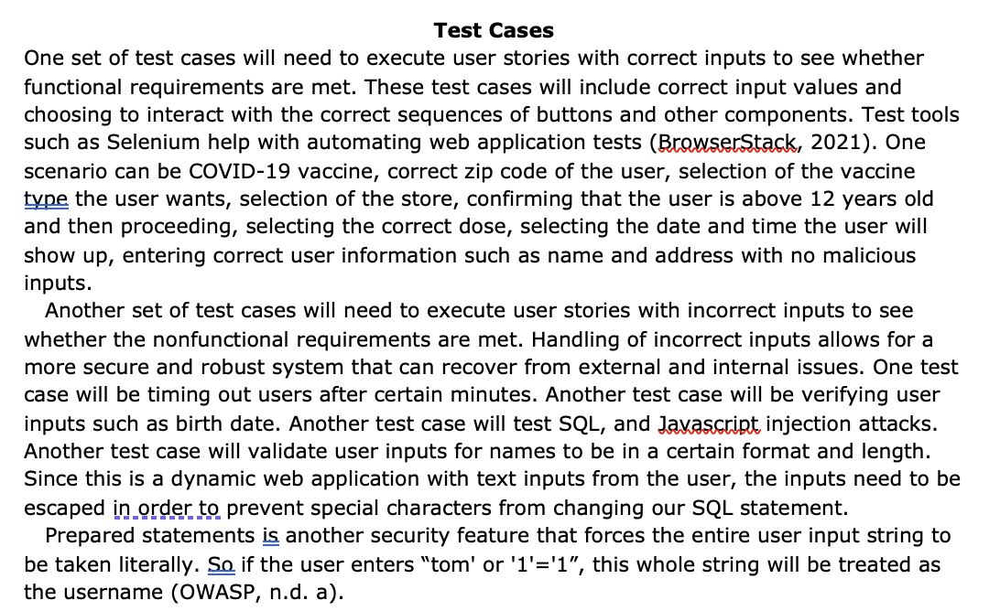 Test Cases
One set of test cases will need to execute user stories with correct inputs to see whether
functional requirements are met. These test cases will include correct input values and
choosing to interact with the correct sequences of buttons and other components. Test tools
such as Selenium help with automating web application tests (BrowserStack, 2021). One
scenario can be COVID-19 vaccine, correct zip code of the user, selection of the vaccine
type the user wants, selection of the store, confirming that the user is above 12 years old
and then proceeding, selecting the correct dose, selecting the date and time the user will
show up, entering correct user information such as name and address with no malicious
inputs.
Another set of test cases will need to execute user stories with incorrect inputs to see
whether the nonfunctional requirements are met. Handling of incorrect inputs allows for a
more secure and robust system that can recover from external and internal issues. One test
case will be timing out users after certain minutes. Another test case will be verifying user
inputs such as birth date. Another test case will test SQL, and Javascript injection attacks.
Another test case will validate user inputs for names to be in a certain format and length.
Since this is a dynamic web application with text inputs from the user, the inputs need to be
escaped in order to prevent special characters from changing our SQL statement.
Prepared statements is another security feature that forces the entire user input string to
be taken literally. So if the user enters “tom' or '1'='1”, this whole string will be treated as
the username (OWASP, n.d. a).